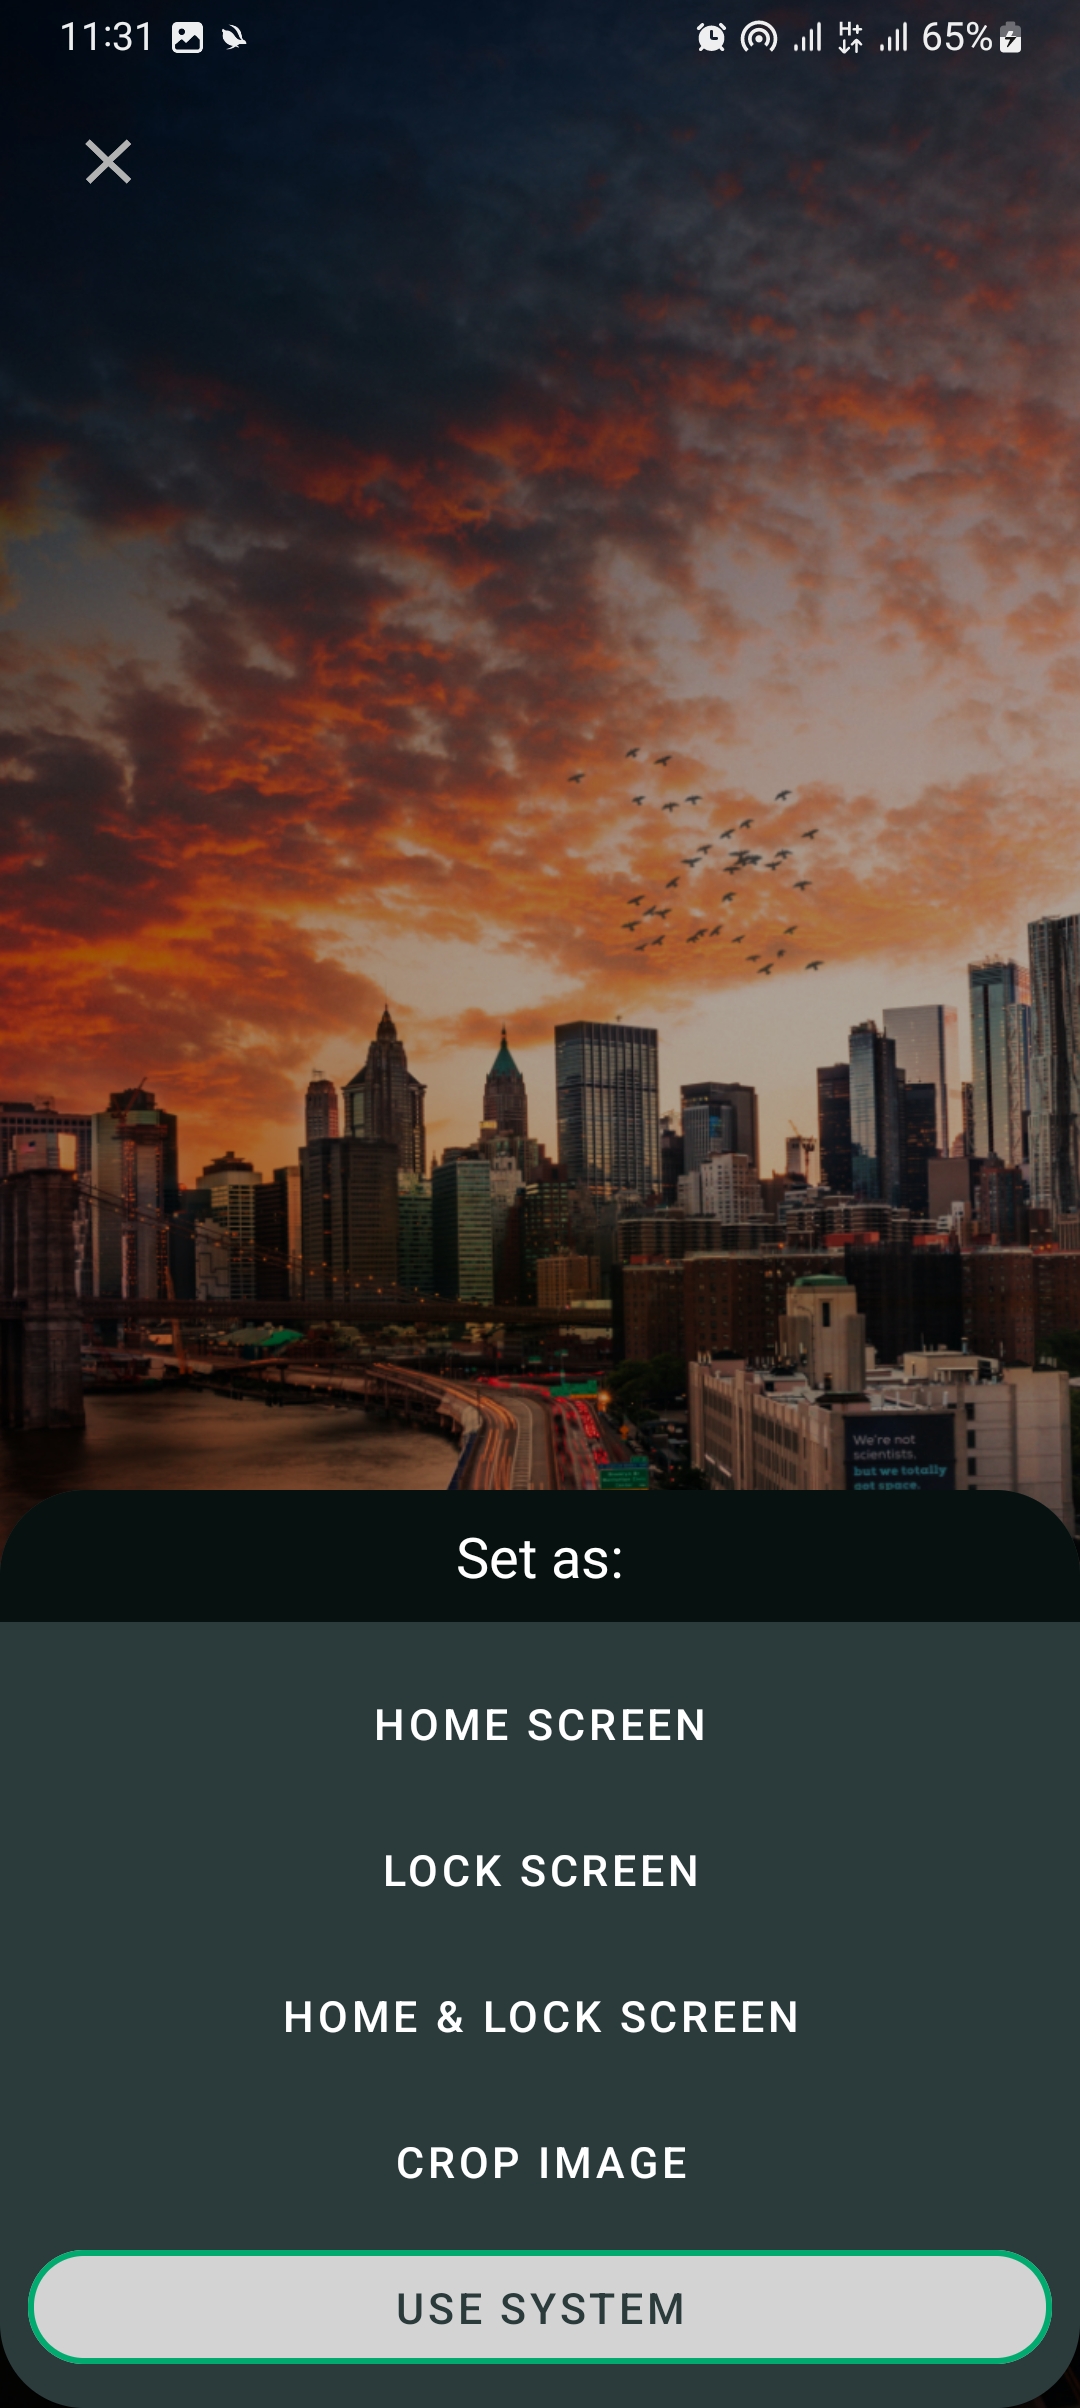 11:31 H+ 65%
We're not
scientists,
but we totally
got space.
Set as:
HOME SCREEN
LOCK SCREEN
HOME & LOCK SCREEN
CROP IMAGE
USE SYSTEM